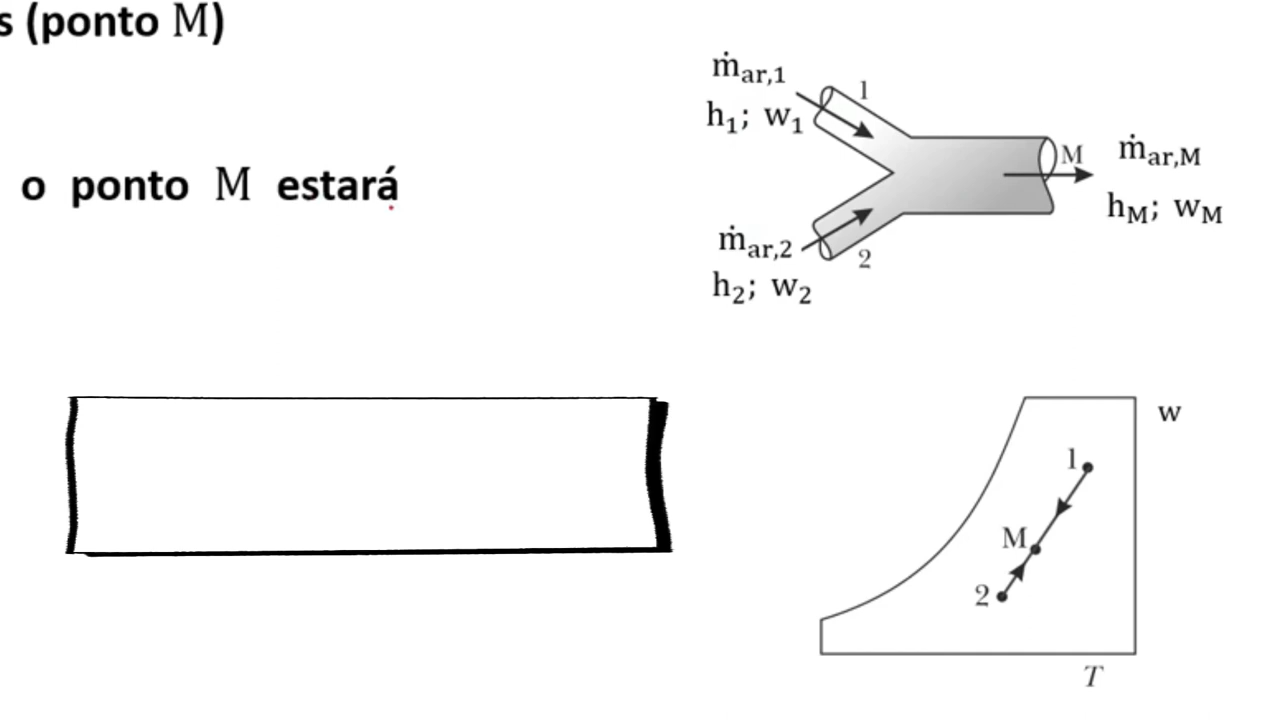 s (ponto M)
o ponto M estará
ṁar,1
h1; w1
1
M
ṁar,M
hM; wM
ṁar,2
h2; w2
2
w
1
M
2
T